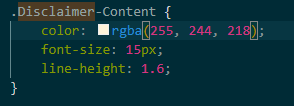 .Disclaimer-Content {
color: rgba(255, 244, 218);
font-size: 15px;
line-height: 1.6;
}